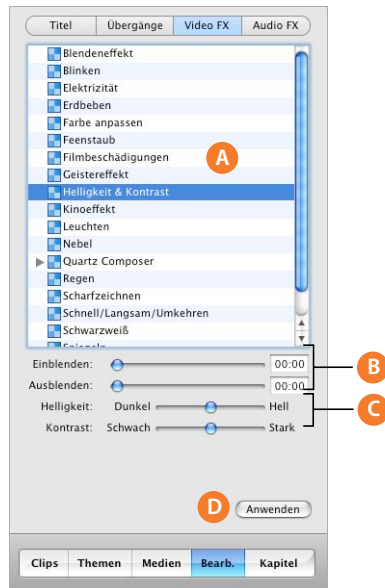 Titel Übergänge Video FX Audio FX
Blendeneffekt
Blinken
Elektrizität
Erdbeben
Farbe anpassen
Feenstaub
Filmbeschädigungen
A
Geistereffekt
Helligkeit & Kontrast
Kinoeffekt
Leuchten
Nebel
Quartz Composer
Regen
Scharfzeichnen
Schnell/Langsam/Umkehren
Schwarzweiß
Spiegeln
Einblenden: 00:00
B
Ausblenden: 00:00
Helligkeit: Dunkel Hell
C
Kontrast: Schwach Stark
D Anwenden
Clips Themen Medien Bearb. Kapitel